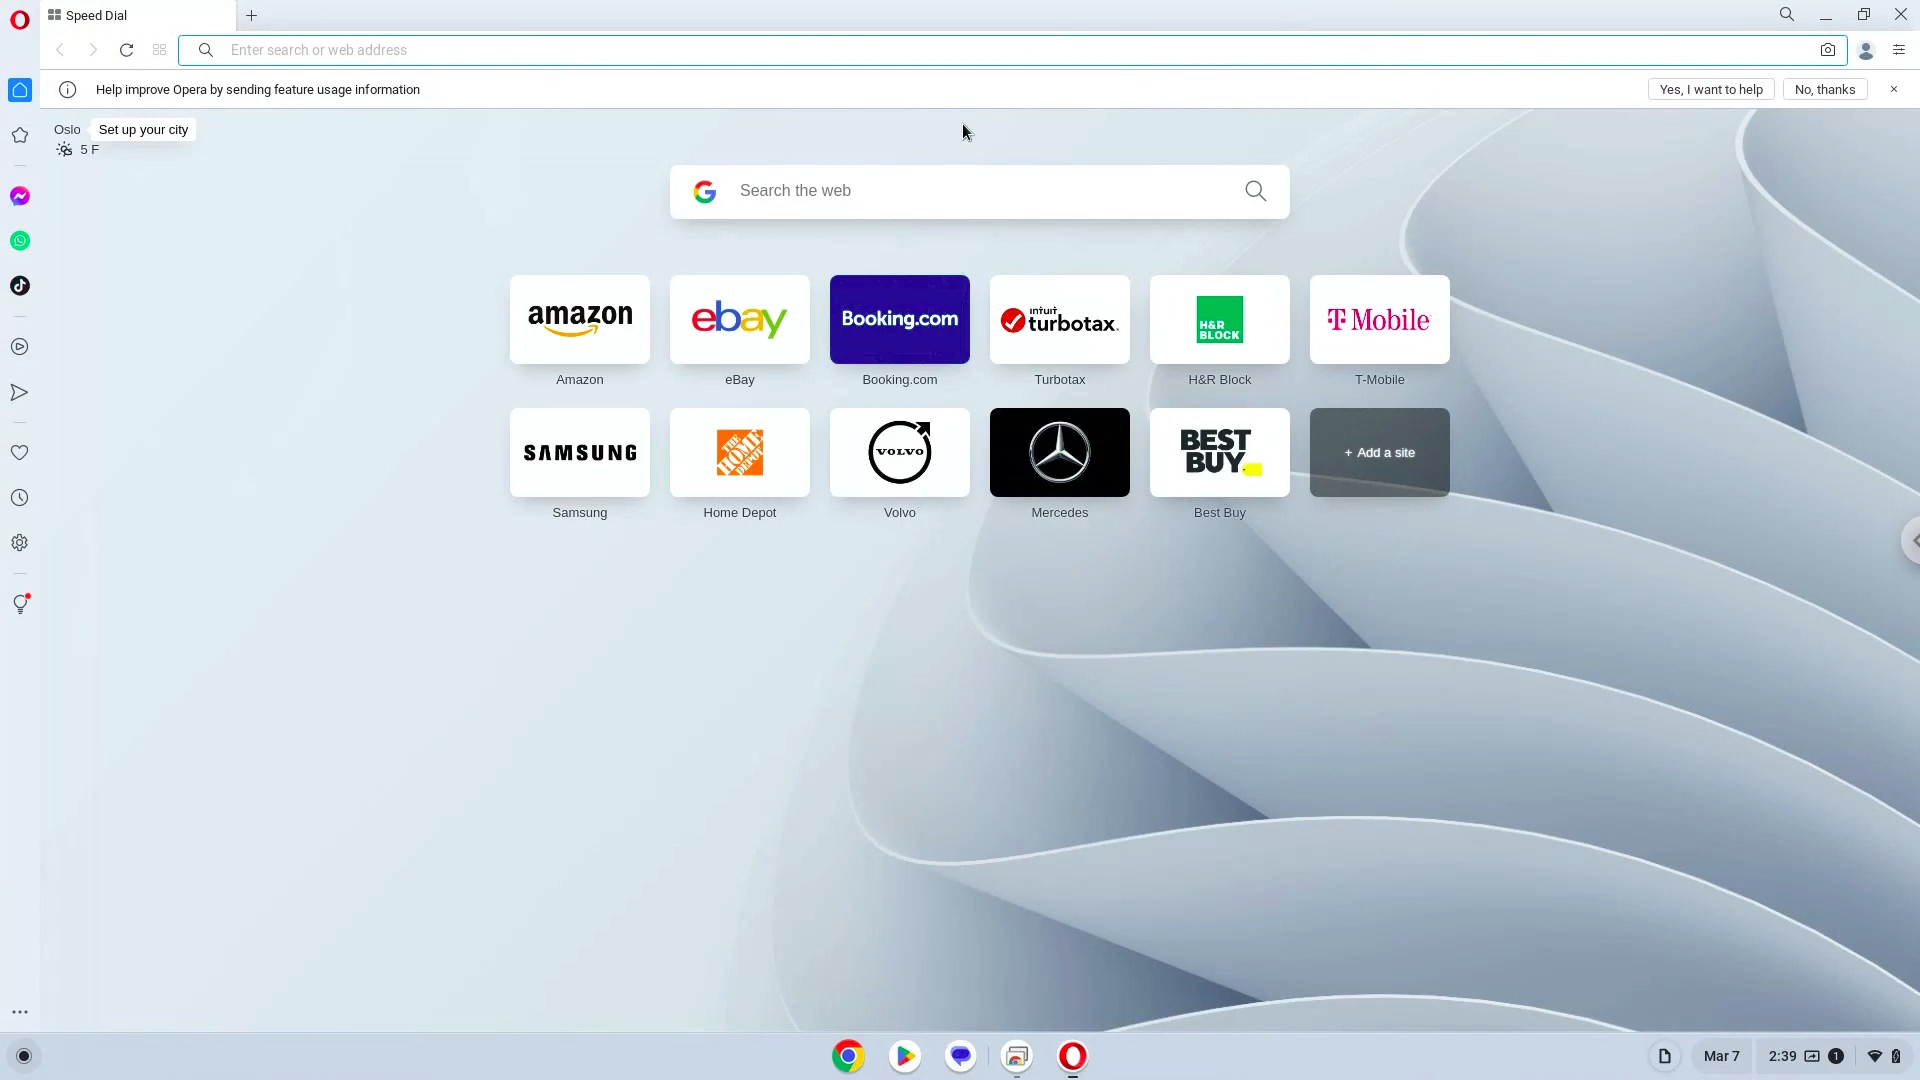 Speed Dial
Enter search or web address
Help improve Opera by sending feature usage information
Yes, I want to help
No, thanks
Oslo
Set up your city
5 F
Search the web
amazon
ebay
Booking.com
intuit
turbotax.
H&R
BLOCK
T Mobile
Amazon
eBay
Booking.com
Turbotax
H&R Block
T-Mobile
SAMSUNG
THE
HOME
DEPOT
VOLVO
BEST
BUY
+ Add a site
Samsung
Home Depot
Volvo
Mercedes
Best Buy
Mar 7
2:39
1